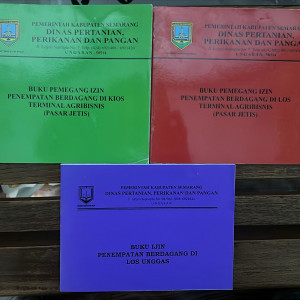 PEMERINTAH KABUPATEN SEMARANG
DINAS PERTANIAN,
PERIKANAN DAN PANGAN
BUKU PEMEGANG IZIN
PENEMPATAN BERDAGANG DI KIOS
TERMINAL AGRIBISNIS
(PASAR JETIS)
PEMERINTAH KABUPATEN SEMARANG
DINAS PERTANIAN,
PERIKANAN DAN PANGAN
BUKU PEMEGANG IZIN
PENEMPATAN BERDAGANG DI LOS
TERMINAL AGRIBISNIS
(PASAR JETIS)
PEMERINTAH KABUPATEN SEMARANG
DINAS PERTANIAN, PERIKANAN DAN PANGAN
BUKU IJIN
PENEMPATAN BERDAGANG DI
LOS UNGGAS